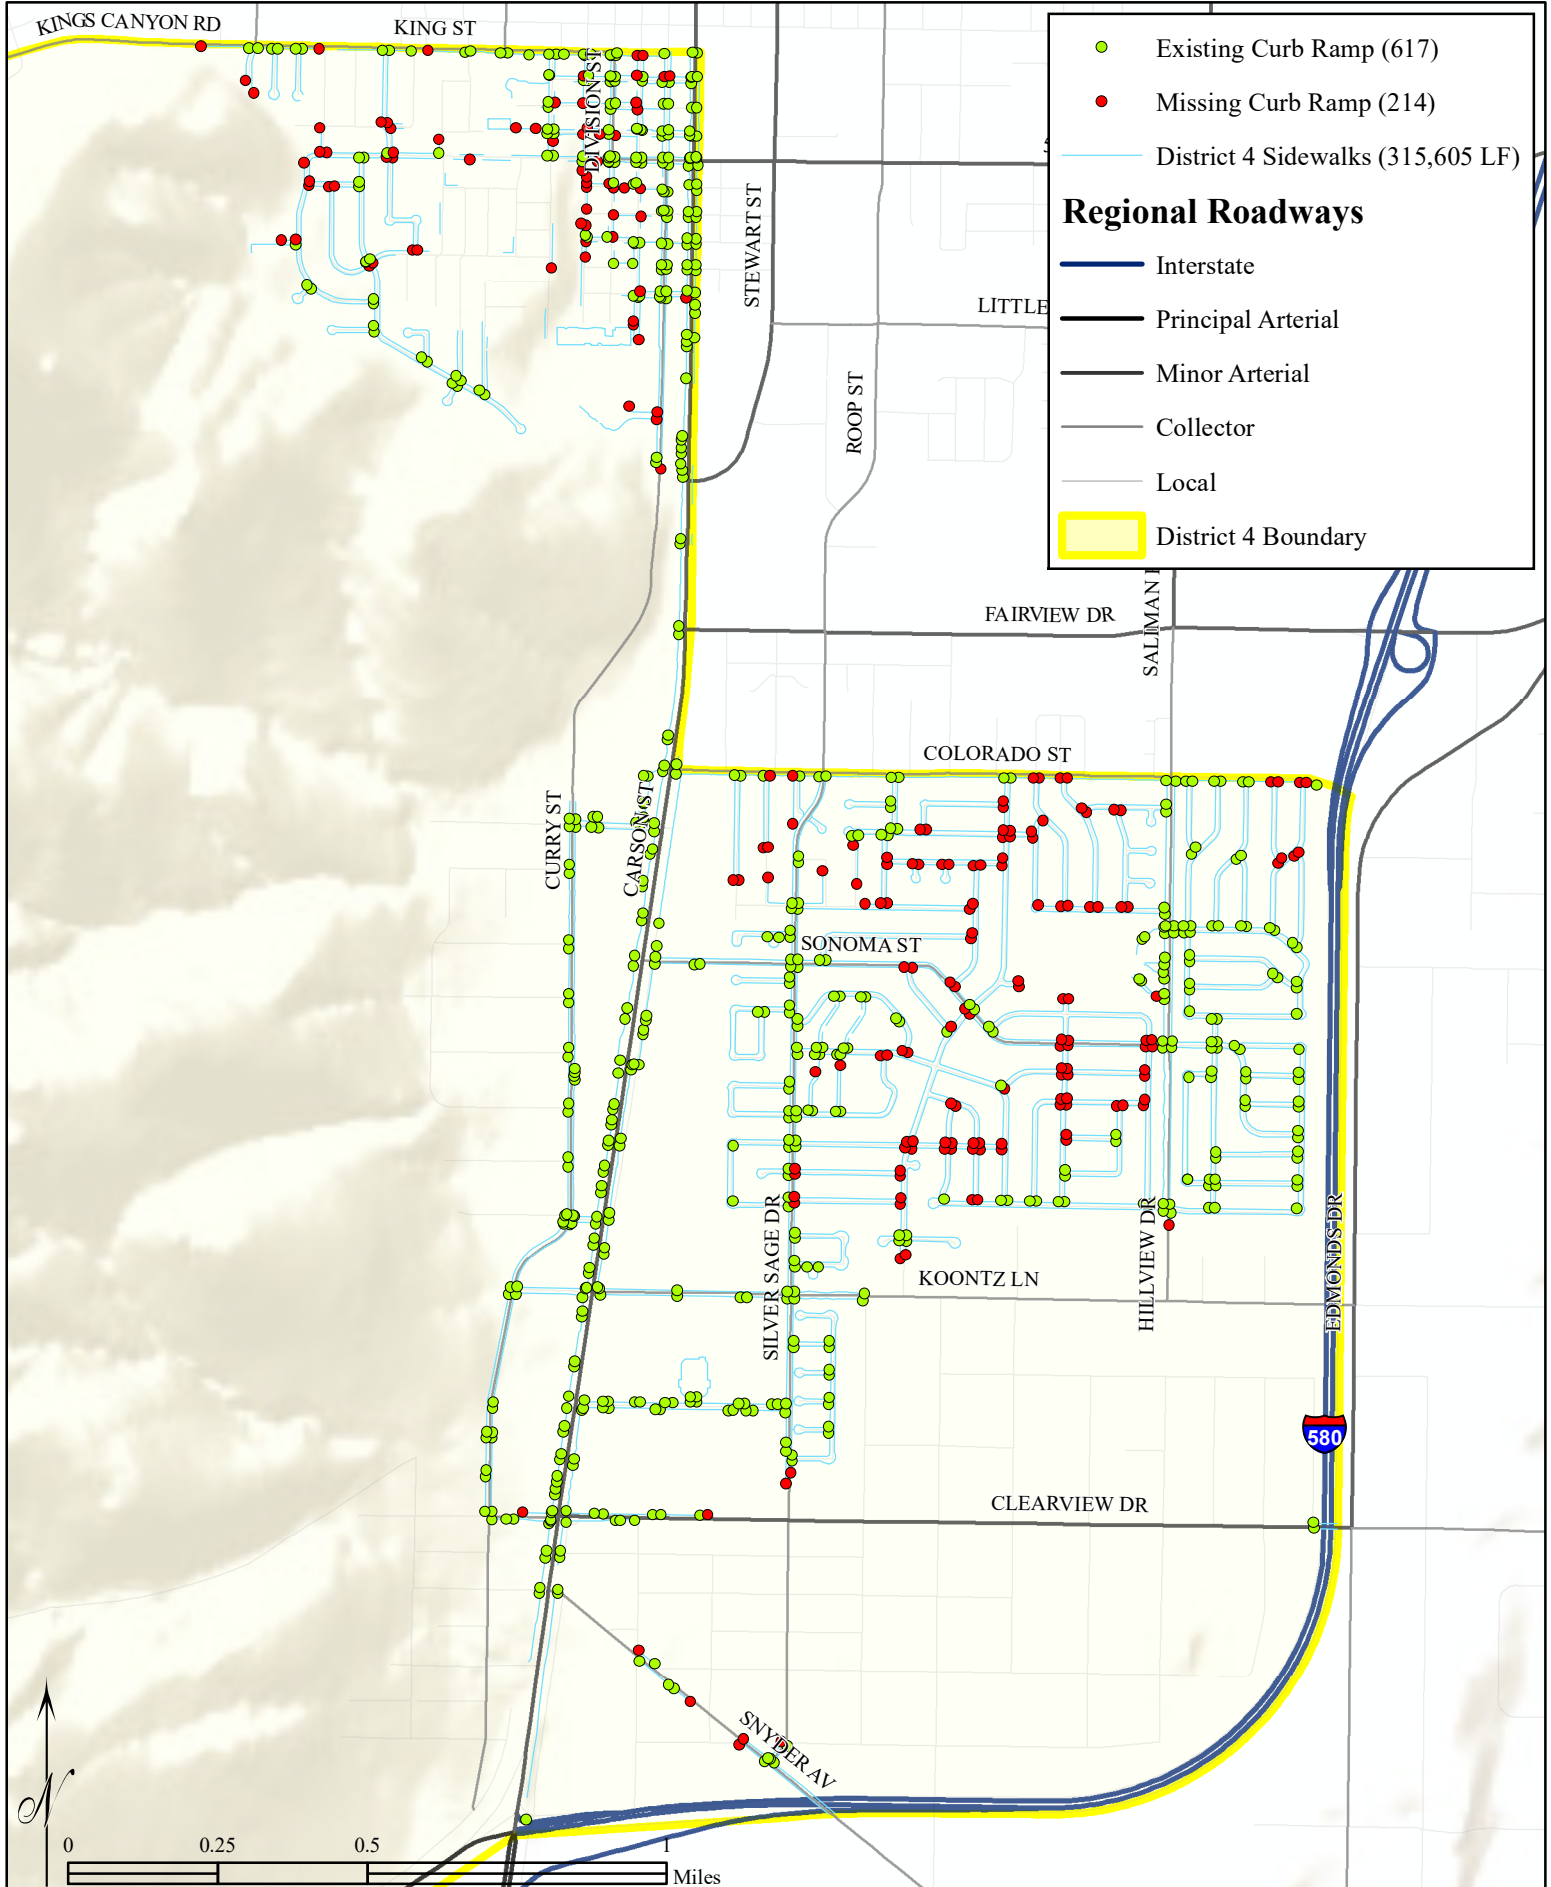 KINGS CANYON RD
KING ST
DIVISION ST
STEWART ST
ROOP ST
LITTLE
Existing Curb Ramp (617)
Missing Curb Ramp (214)
District 4 Sidewalks (315,605 LF)
Regional Roadways
Interstate
Principal Arterial
Minor Arterial
Collector
Local
District 4 Boundary
FAIRVIEW DR
SALIMAN
COLORADO ST
CURRY ST
CARSON ST
SONOMA ST
SILVER SAGE DR
HILLVIEW DR
EDMONDS DR
KOONTZ LN
580
CLEARVIEW DR
SNYDER AV
N
0 0.25 0.5 1
Miles